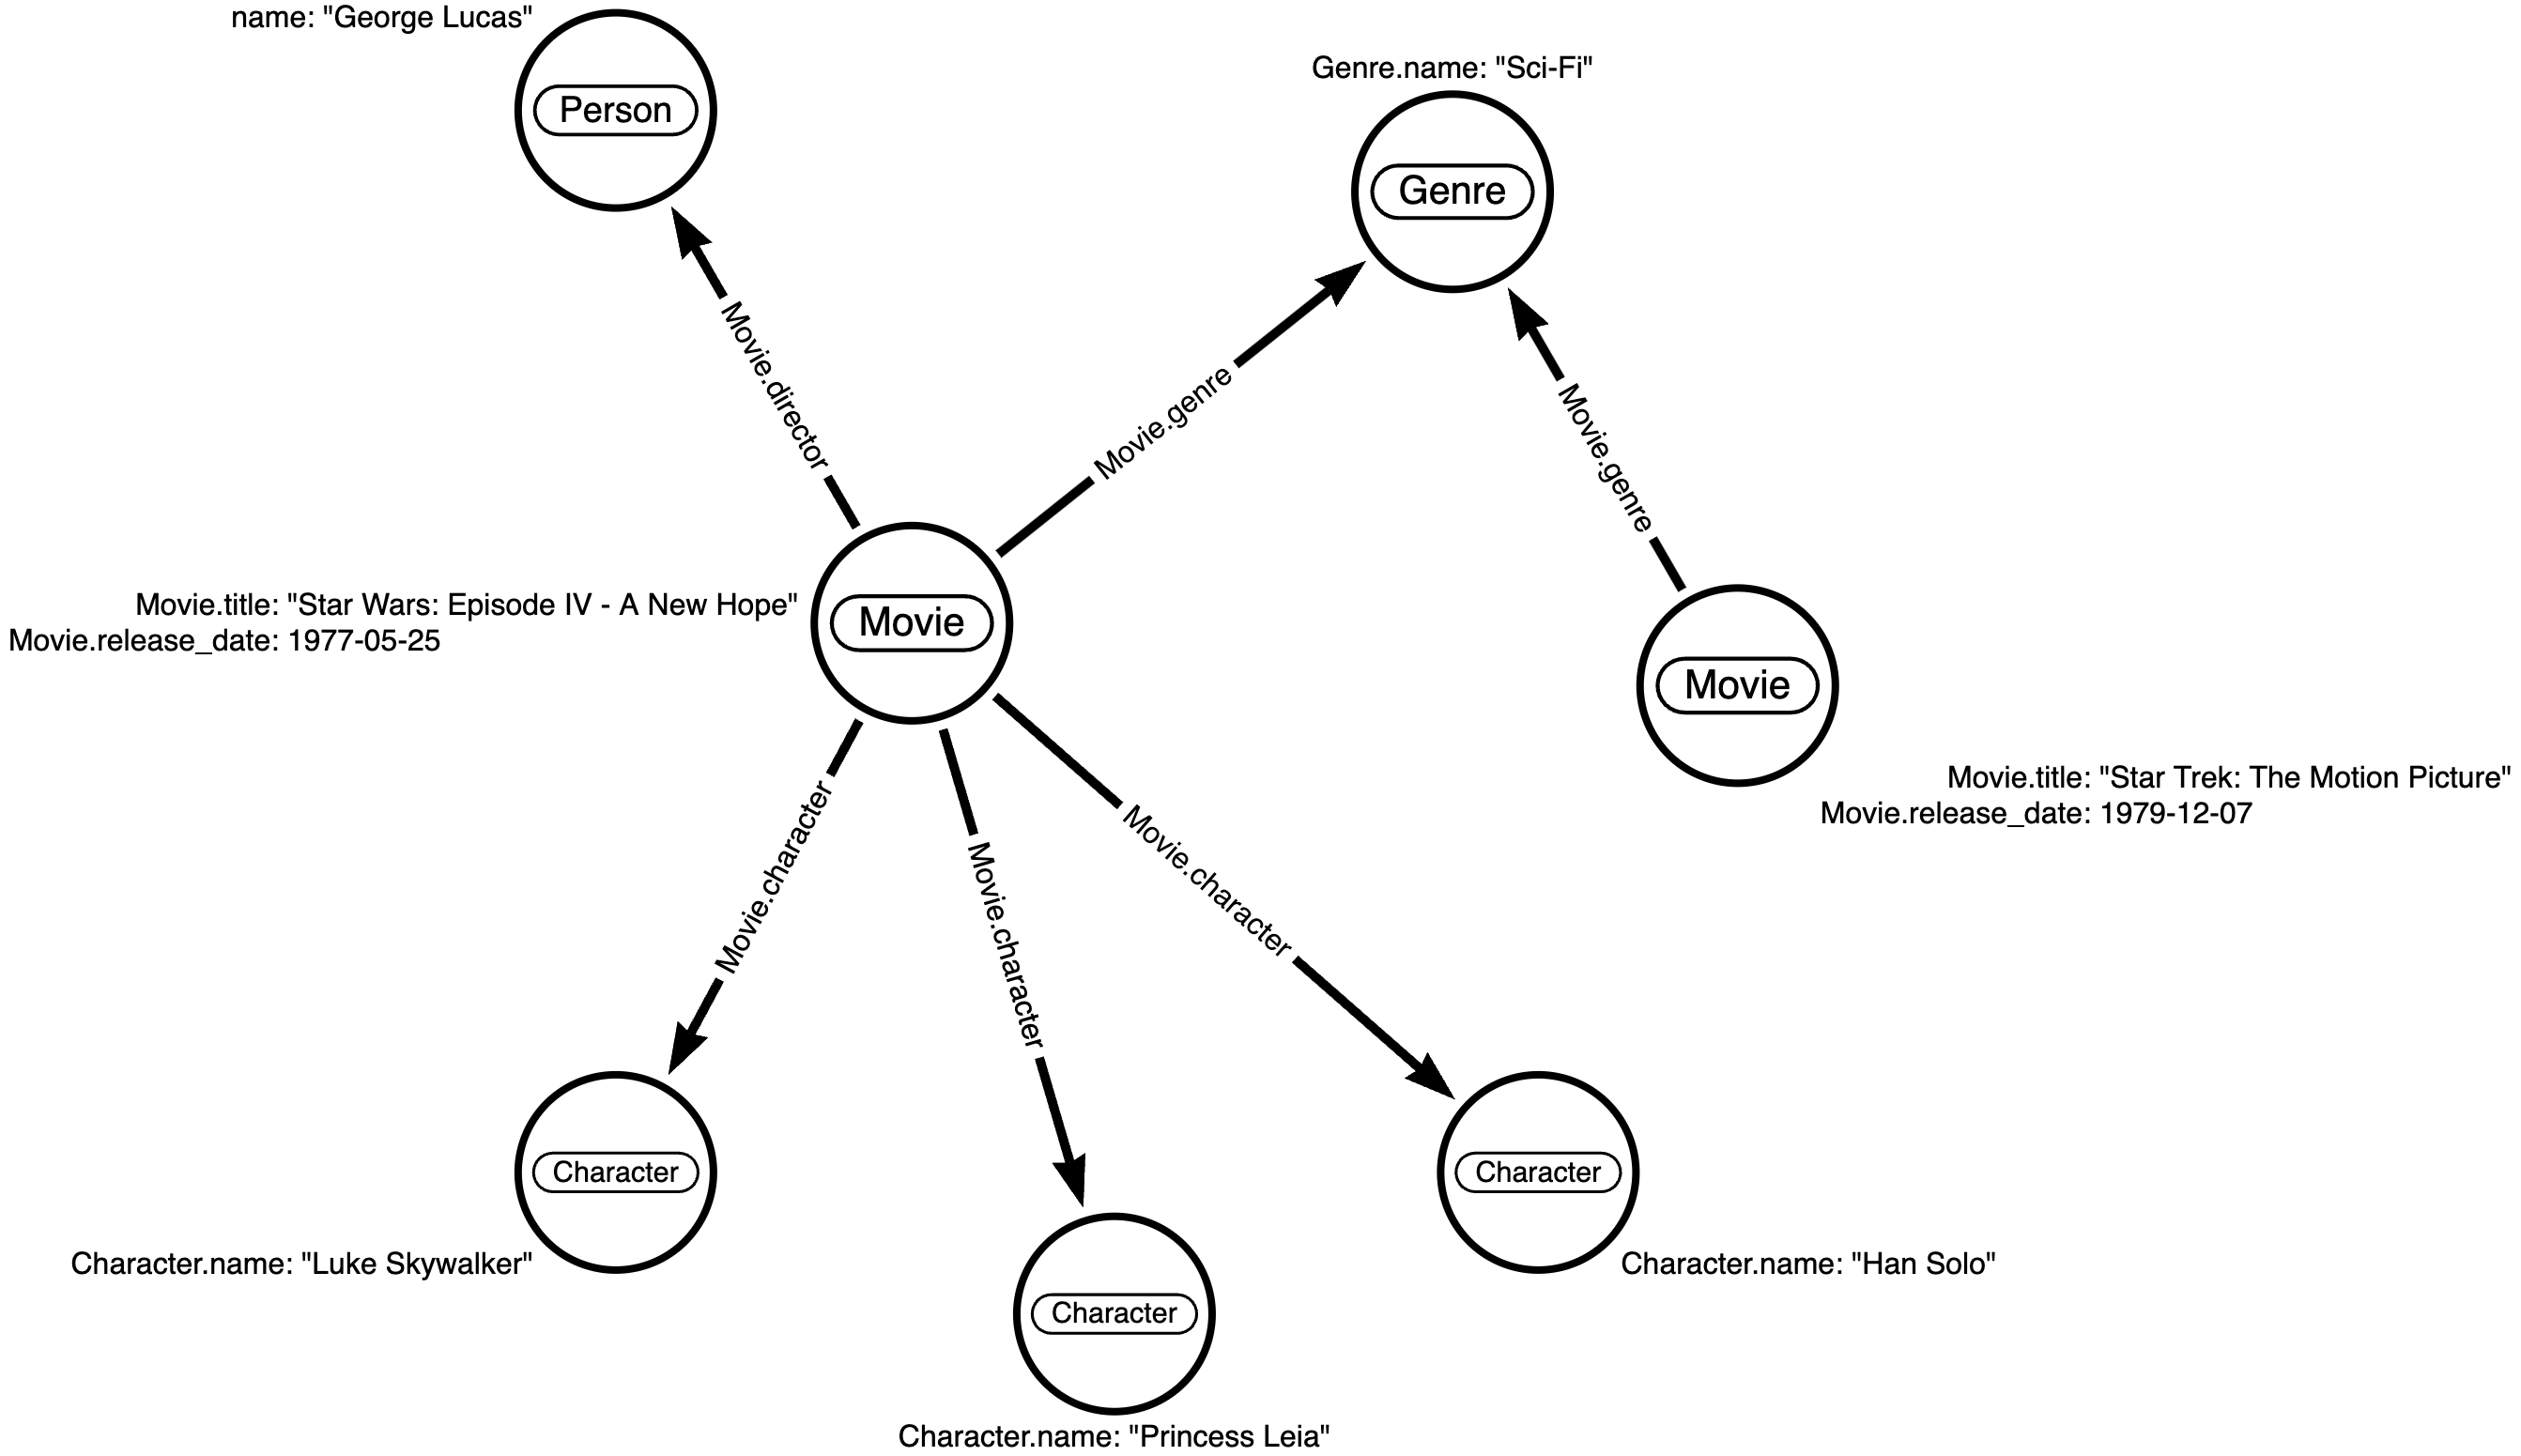 name: "George Lucas"
Person
Genre.name: "Sci-Fi"
Genre
Movie.director
Movie.genre
Movie.genre
Movie.title: "Star Wars: Episode IV - A New Hope"
Movie.release_date: 1977-05-25
Movie
Movie
Movie.title: "Star Trek: The Motion Picture"
Movie.release_date: 1979-12-07
Movie.character
Movie.character
Movie.character
Character
Character.name: "Luke Skywalker"
Character
Character.name: "Han Solo"
Character
Character.name: "Princess Leia"